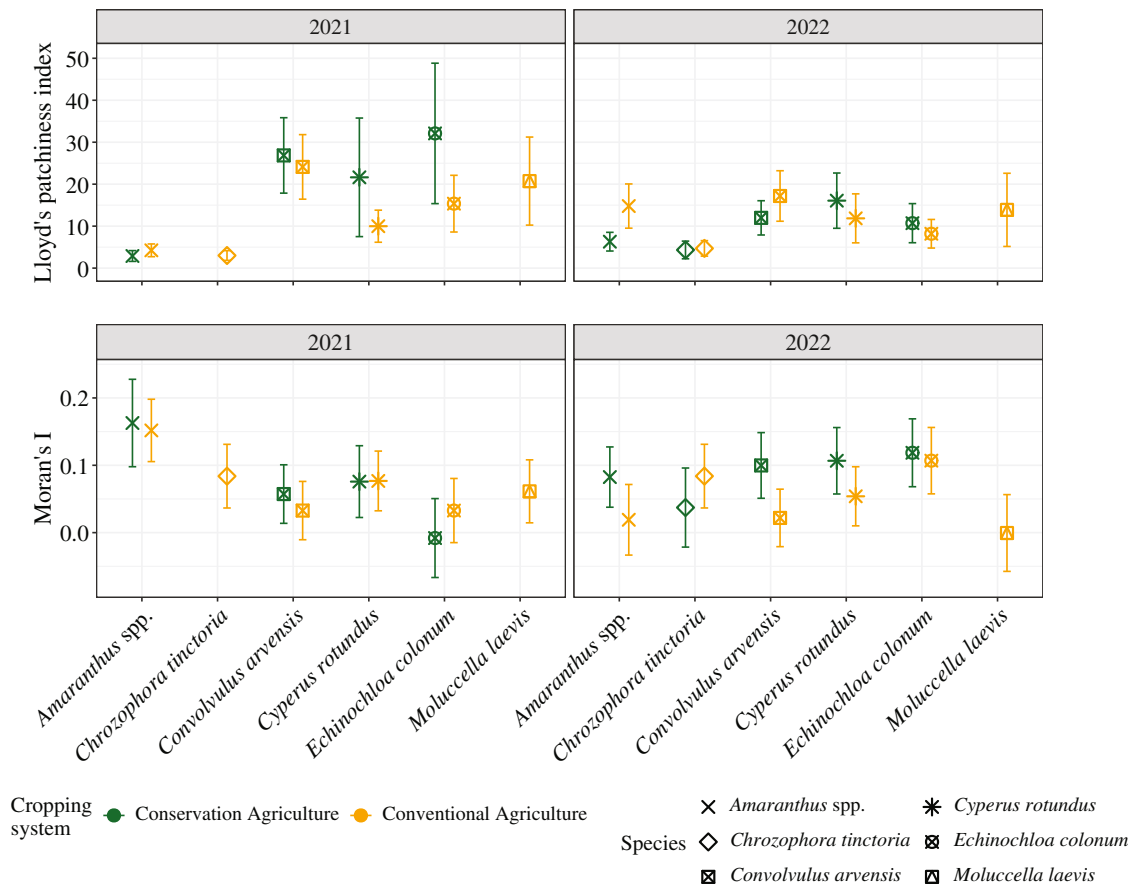 2021
2022
Lloyd's patchiness index
50
40
30
20
10
0
2021
2022
Moran's I
0.2
0.1
0.0
Amaranthus spp.
Chrozophora tinctoria
Convolvulus arvensis
Cyperus rotundus
Echinochloa colonum
Moluccella laevis
Amaranthus spp.
Chrozophora tinctoria
Convolvulus arvensis
Cyperus rotundus
Echinochloa colonum
Moluccella laevis
Cropping
system
Conservation Agriculture
Conventional Agriculture
Species
Amaranthus spp.
Chrozophora tinctoria
Convolvulus arvensis
Cyperus rotundus
Echinochloa colonum
Moluccella laevis